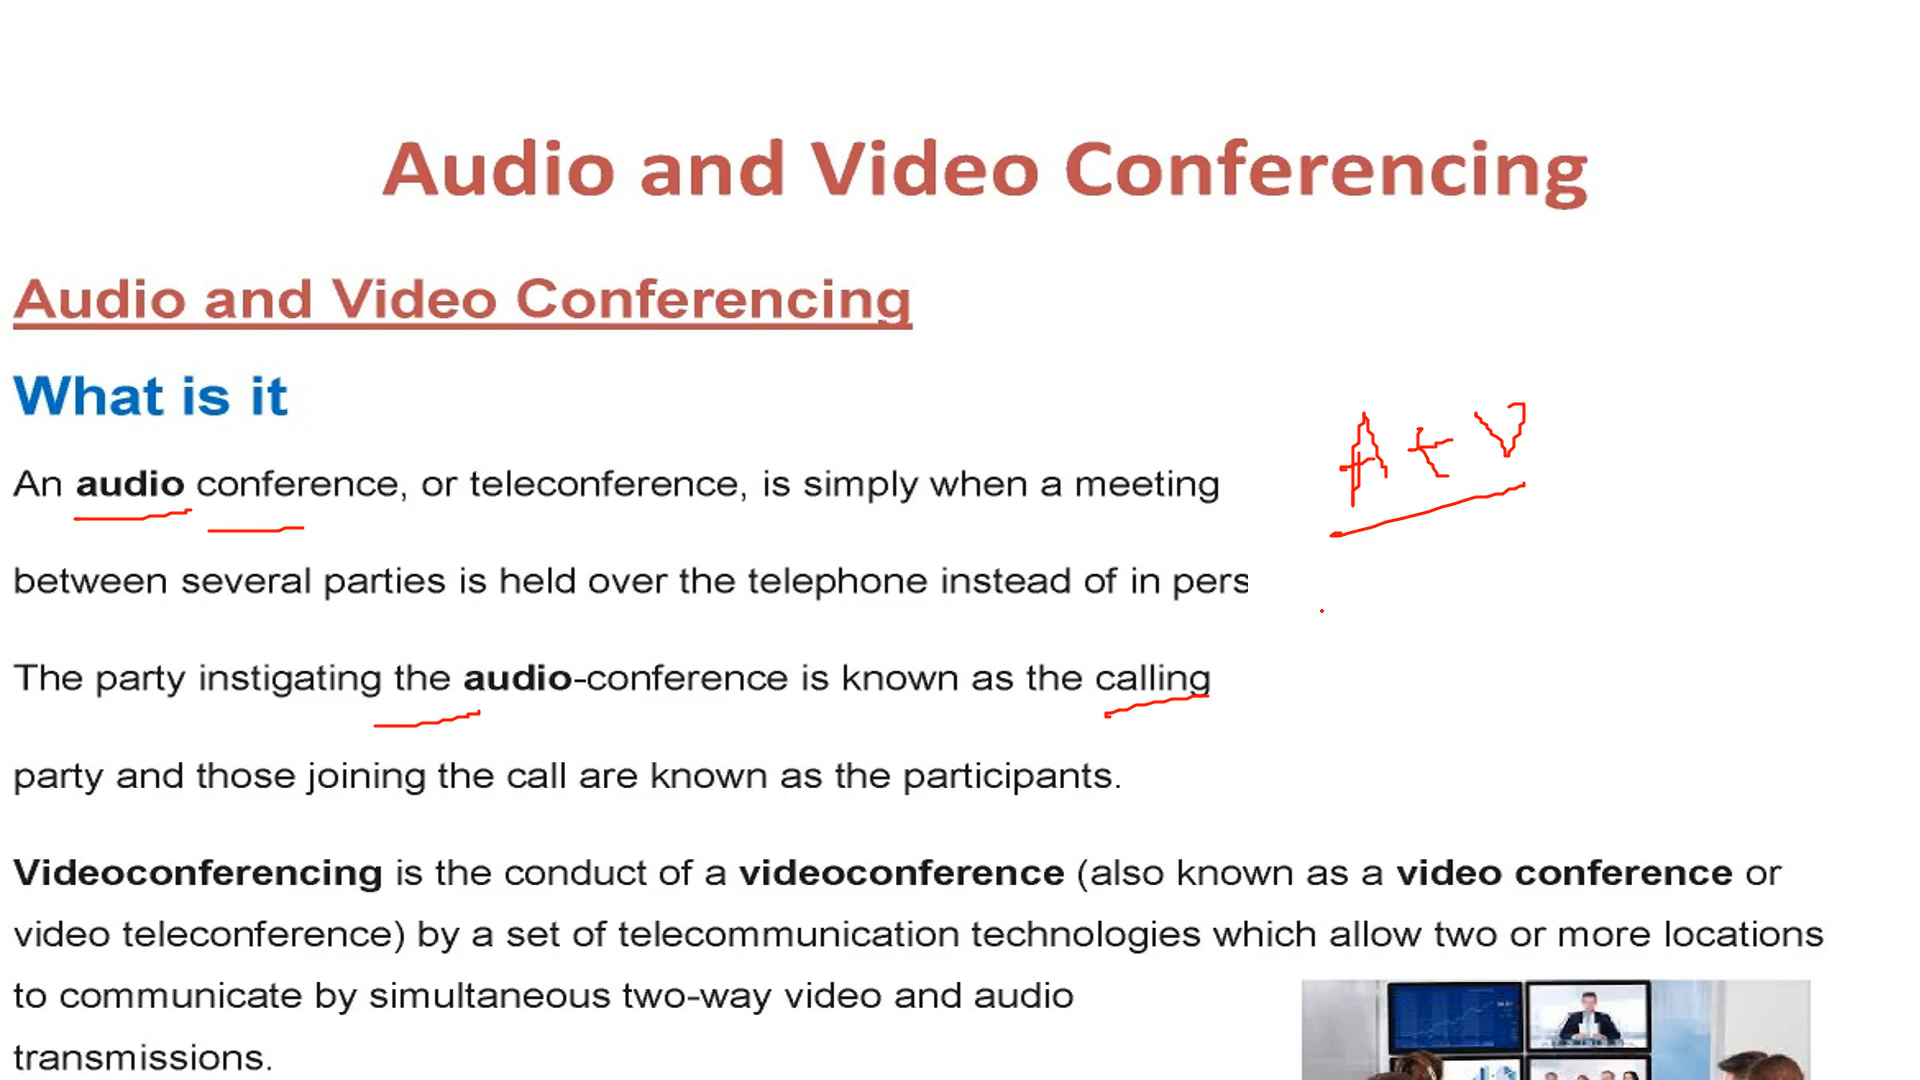 Audio and Video Conferencing
Audio and Video Conferencing
What is it
An audio conference, or teleconference, is simply when a meeting
A + V
between several parties is held over the telephone instead of in pers
The party instigating the audio-conference is known as the calling
party and those joining the call are known as the participants.
Videoconferencing is the conduct of a videoconference (also known as a video conference or
video teleconference) by a set of telecommunication technologies which allow two or more locations
to communicate by simultaneous two-way video and audio
transmissions.